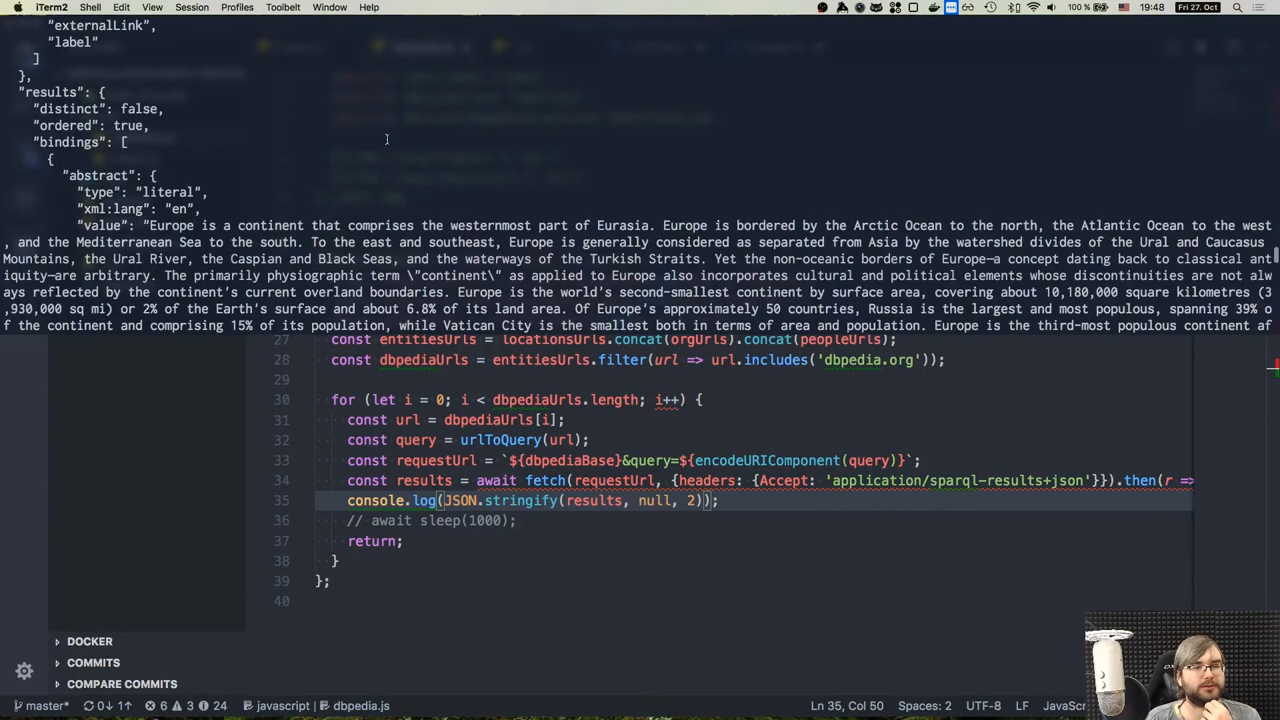 iTerm2 Shell Edit View Session Profiles Toolbelt Window Help 100 % 19:48 Fri 27. Oct
"externalLink",
"label"
]
},
"results": {
"distinct": false,
"ordered": true,
"bindings": [
{
"abstract": {
"type": "literal",
"xml:lang": "en",
"value": "Europe is a continent that comprises the westernmost part of Eurasia. Europe is bordered by the Arctic Ocean to the north, the Atlantic Ocean to the west
, and the Mediterranean Sea to the south. To the east and southeast, Europe is generally considered as separated from Asia by the watershed divides of the Ural and Caucasus
Mountains, the Ural River, the Caspian and Black Seas, and the waterways of the Turkish Straits. Yet the non-oceanic borders of Europe—a concept dating back to classical ant
iquity—are arbitrary. The primarily physiographic term \"continent\" as applied to Europe also incorporates cultural and political elements whose discontinuities are not alw
ays reflected by the continent's current overland boundaries. Europe is the world's second-smallest continent by surface area, covering about 10,180,000 square kilometres (3
,930,000 sq mi) or 2% of the Earth's surface and about 6.8% of its land area. Of Europe's approximately 50 countries, Russia is the largest and most populous, spanning 39% o
f the continent and comprising 15% of its population, while Vatican City is the smallest both in terms of area and population. Europe is the third-most populous continent af
27 const entitiesUrls = locationsUrls.concat(orgUrls).concat(peopleUrls);
28 const dbpediaUrls = entitiesUrls.filter(url => url.includes('dbpedia.org'));
29
30 for (let i = 0; i < dbpediaUrls.length; i++) {
31 const url = dbpediaUrls[i];
32 const query = urlToQuery(url);
33 const requestUrl = `${dbpediaBase}&query=${encodeURIComponent(query)}`;
34 const results = await fetch(requestUrl, {headers: {Accept: 'application/sparql-results+json'}}).then(r =>
35 console.log(JSON.stringify(results, null, 2));
36 // await sleep(1000);
37 return;
38 }
39 };
40
DOCKER
COMMITS
COMPARE COMMITS
master* 0↓ 1↑ 6 3 24 javascript | dbpedia.js Ln 35, Col 50 Spaces: 2 UTF-8 LF JavaScr